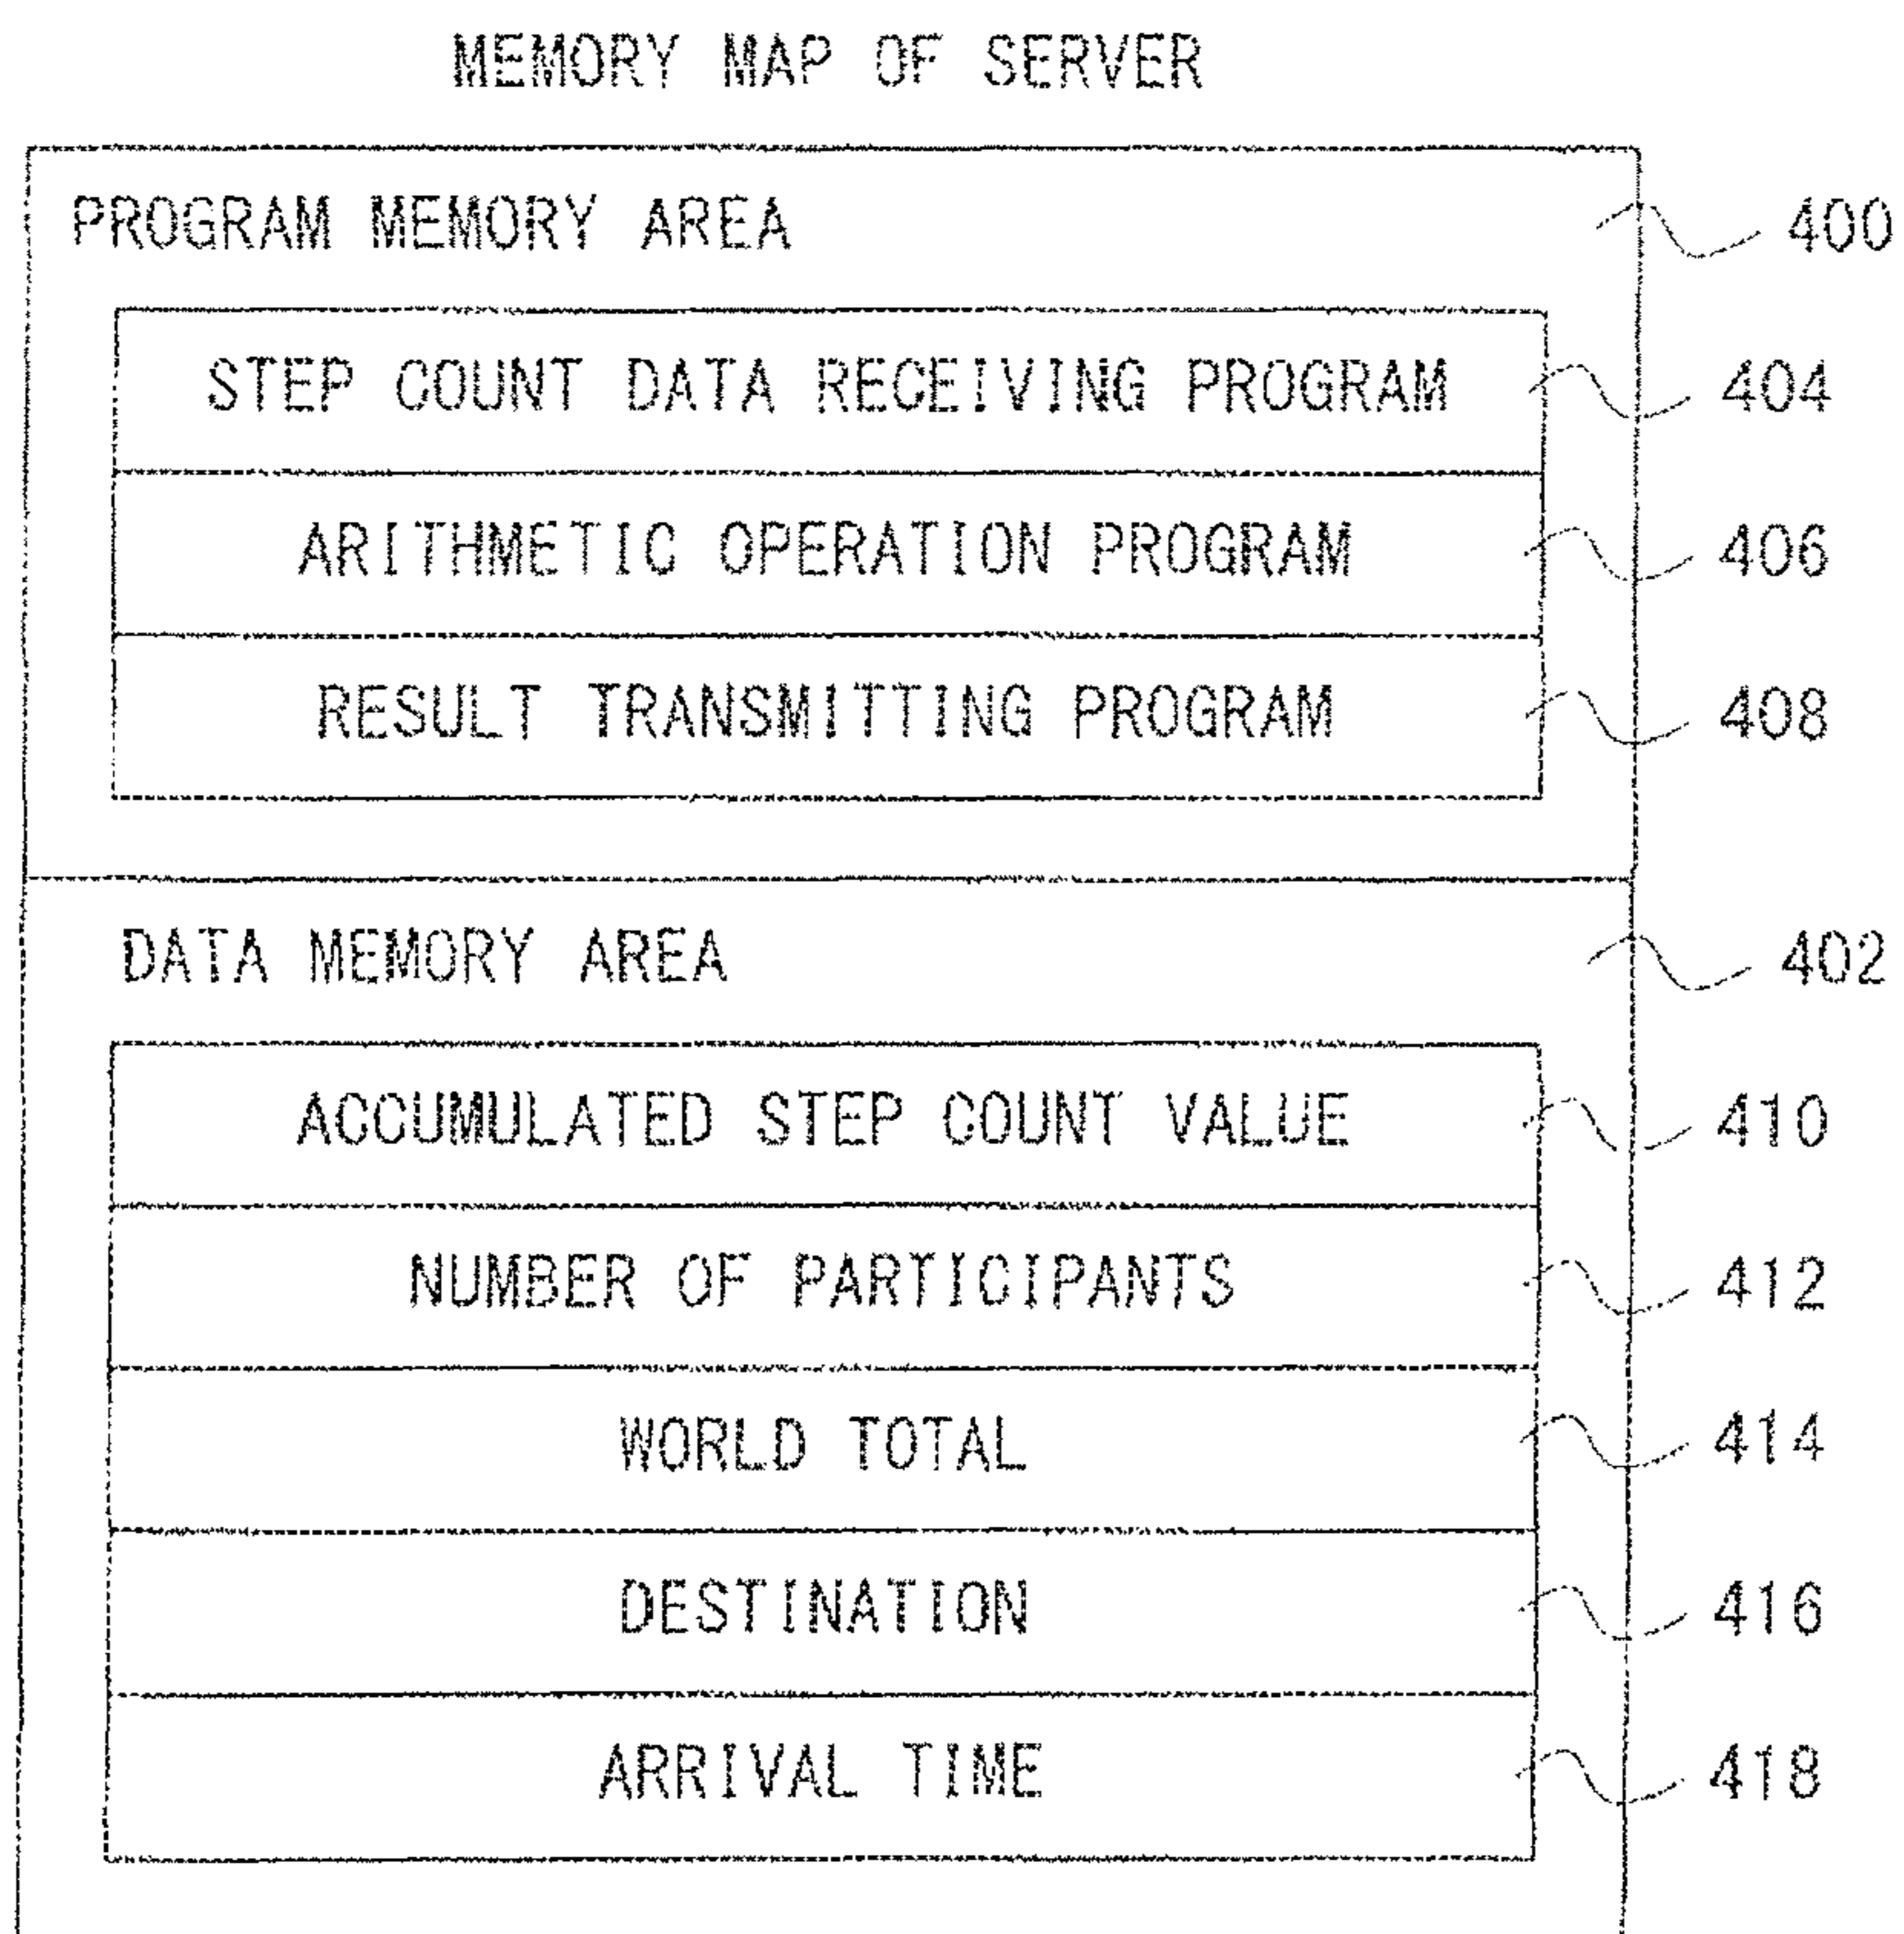 MEMORY MAP OF SERVER
PROGRAM MEMORY AREA 400
STEP COUNT DATA RECEIVING PROGRAM 404
ARITHMETIC OPERATION PROGRAM 406
RESULT TRANSMITTING PROGRAM 408
DATA MEMORY AREA 402
ACCUMULATED STEP COUNT VALUE 410
NUMBER OF PARTICIPANTS 412
WORLD TOTAL 414
DESTINATION 416
ARRIVAL TIME 418